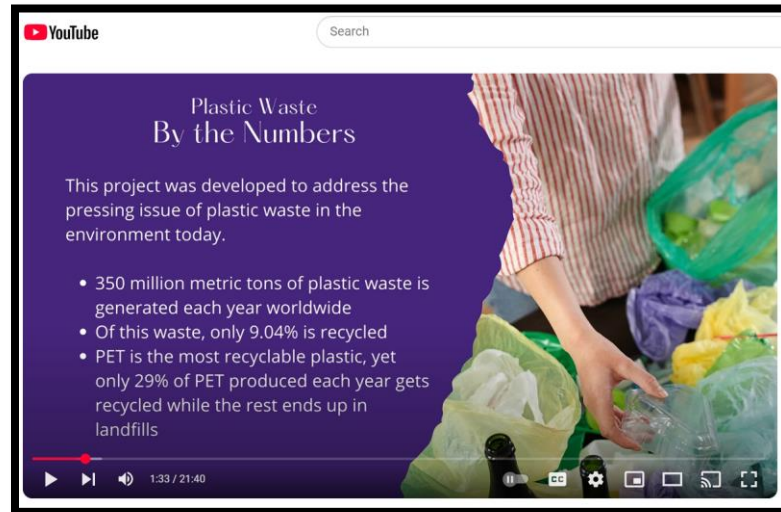 YouTube
Search
Plastic Waste
By the Numbers
This project was developed to address the
pressing issue of plastic waste in the
environment today.
• 350 million metric tons of plastic waste is
generated each year worldwide
• Of this waste, only 9.04% is recycled
• PET is the most recyclable plastic, yet
only 29% of PET produced each year gets
recycled while the rest ends up in
landfills
1:33 / 21:40
CC